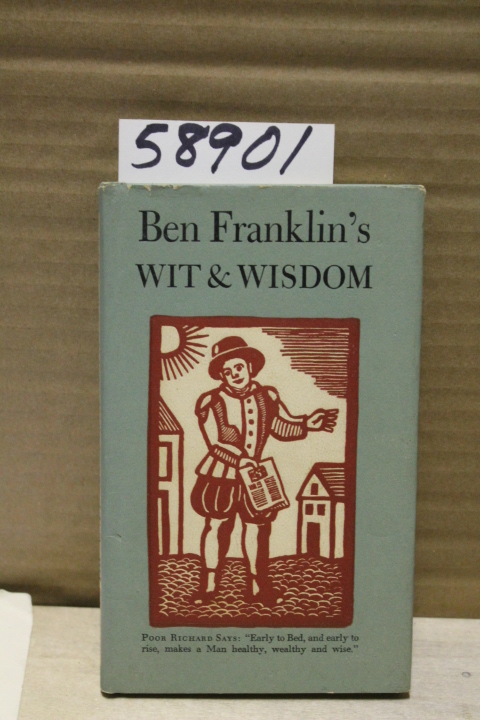 58901
Ben Franklin's
WIT & WISDOM
POOR RICHARD SAYS: "Early to Bed, and early to
rise, makes a Man healthy, wealthy and wise."